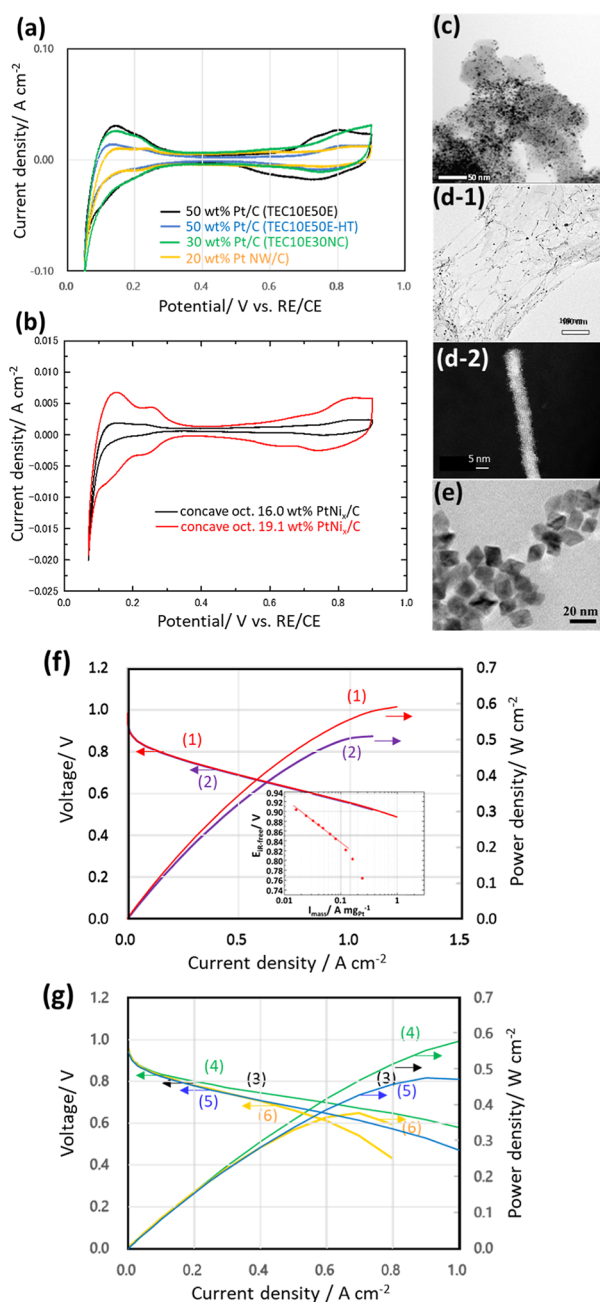 (a)
0.10
0.00
-0.10
Current density/ A cm-2
50 wt% Pt/C (TEC10E50E)
50 wt% Pt/C (TEC10E50E-HT)
30 wt% Pt/C (TEC10E30NC)
20 wt% Pt NW/C
0.0 0.2 0.4 0.6 0.8 1.0
Potential/ V vs. RE/CE
(b)
0.015
0.010
0.005
0.000
−0.005
−0.010
−0.015
−0.020
−0.025
Current density/ A cm-2
concave oct. 16.0 wt% PtNix/C
concave oct. 19.1 wt% PtNix/C
0.0 0.2 0.4 0.6 0.8 1.0
Potential/ V vs. RE/CE
(c)
50 nm
(d-1)
(d-2)
5 nm
(e)
20 nm
(f)
1.2
1.0
0.8
0.6
0.4
0.2
0.0
Voltage/ V
(1)
(1)
(2)
(2)
0.94
0.92
0.90
0.88
0.86
0.84
0.82
0.80
0.78
0.76
0.74
EiR-free/ V
0.01 0.1 1
Imass/ A mgPt-1
0.7
0.6
0.5
0.4
0.3
0.2
0.1
0.0
Power density/ W cm-2
0.0 0.5 1.0 1.5
Current density / A cm-2
(g)
1.2
1.0
0.8
0.6
0.4
0.2
0.0
Voltage/ V
(4)
(4) (3) (3)
(5) (5)
(6) (6)
0.7
0.6
0.5
0.4
0.3
0.2
0.1
0.0
Power density/ W cm-2
0.0 0.2 0.4 0.6 0.8 1.0
Current density / A cm-2